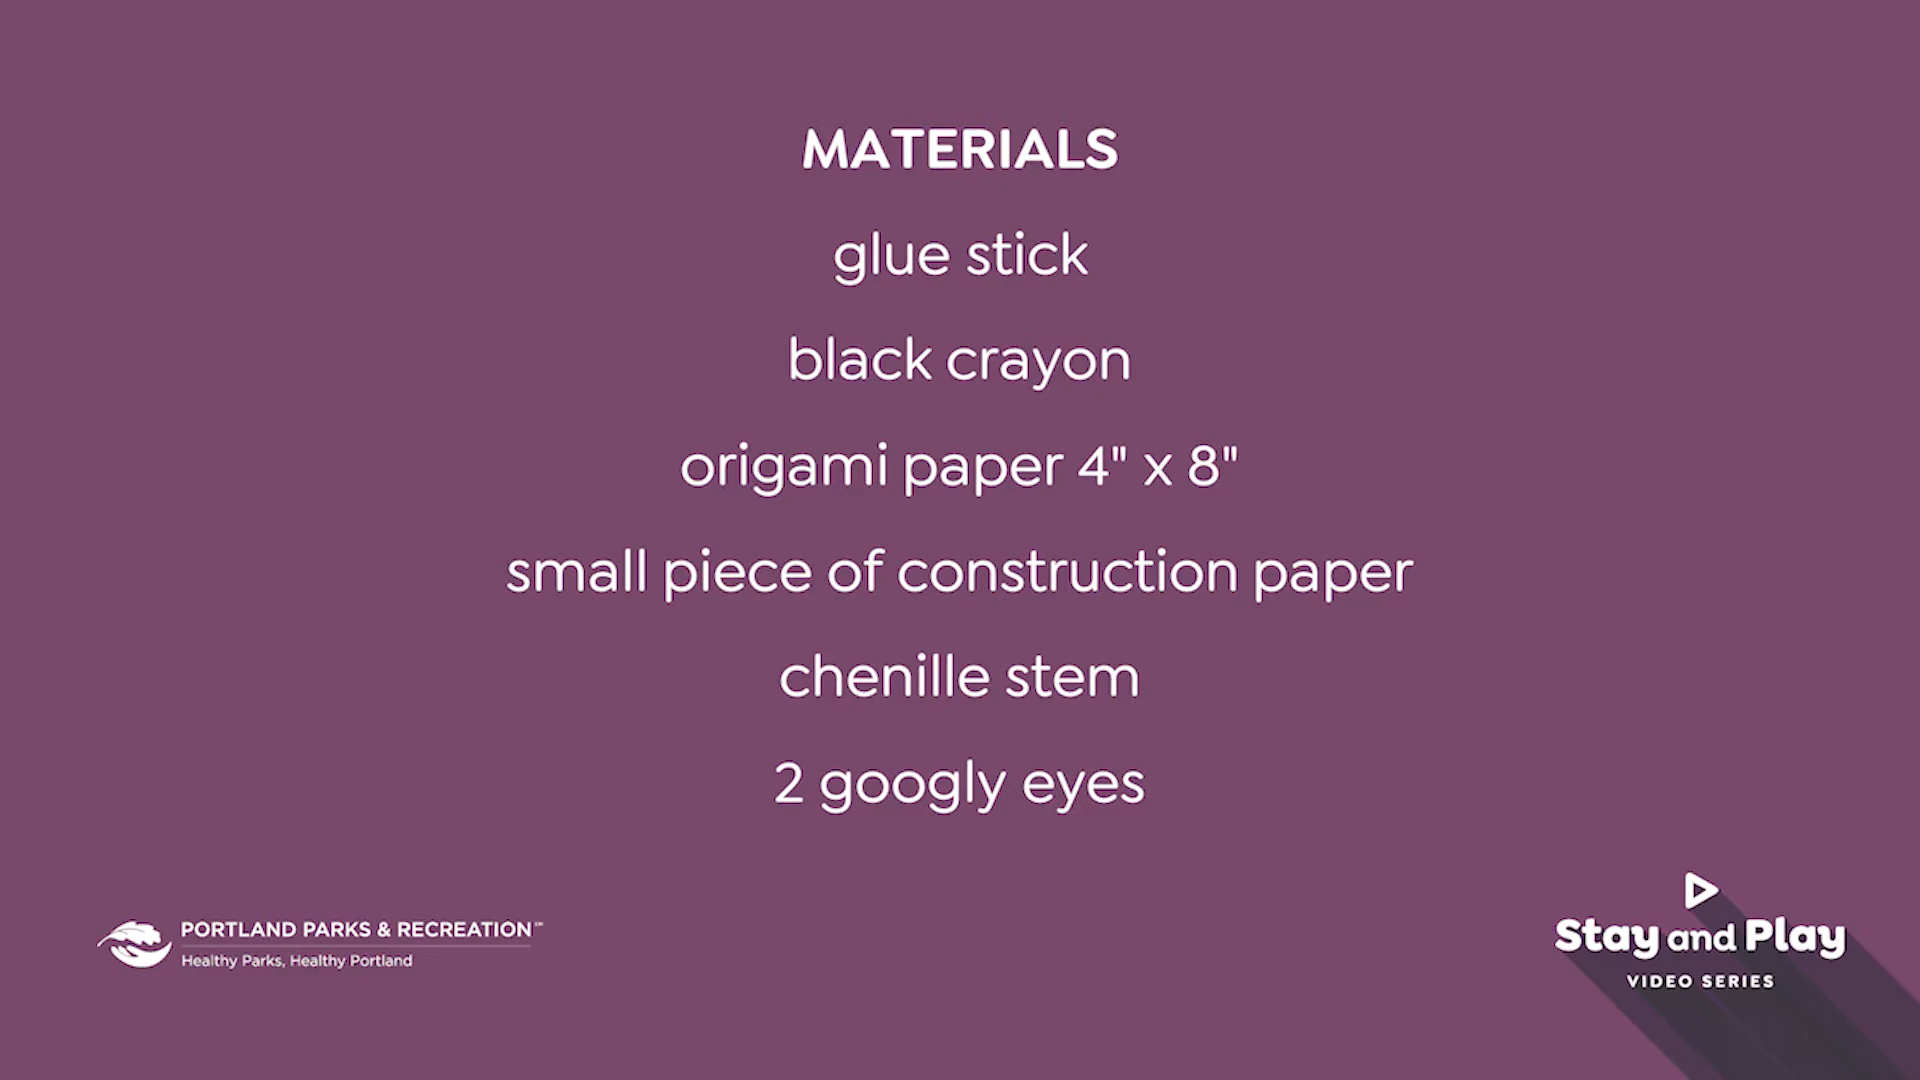 MATERIALS
glue stick
black crayon
origami paper 4" x 8"
small piece of construction paper
chenille stem
2 googly eyes
PORTLAND PARKS & RECREATION℠
Healthy Parks, Healthy Portland
Stay and Play
VIDEO SERIES